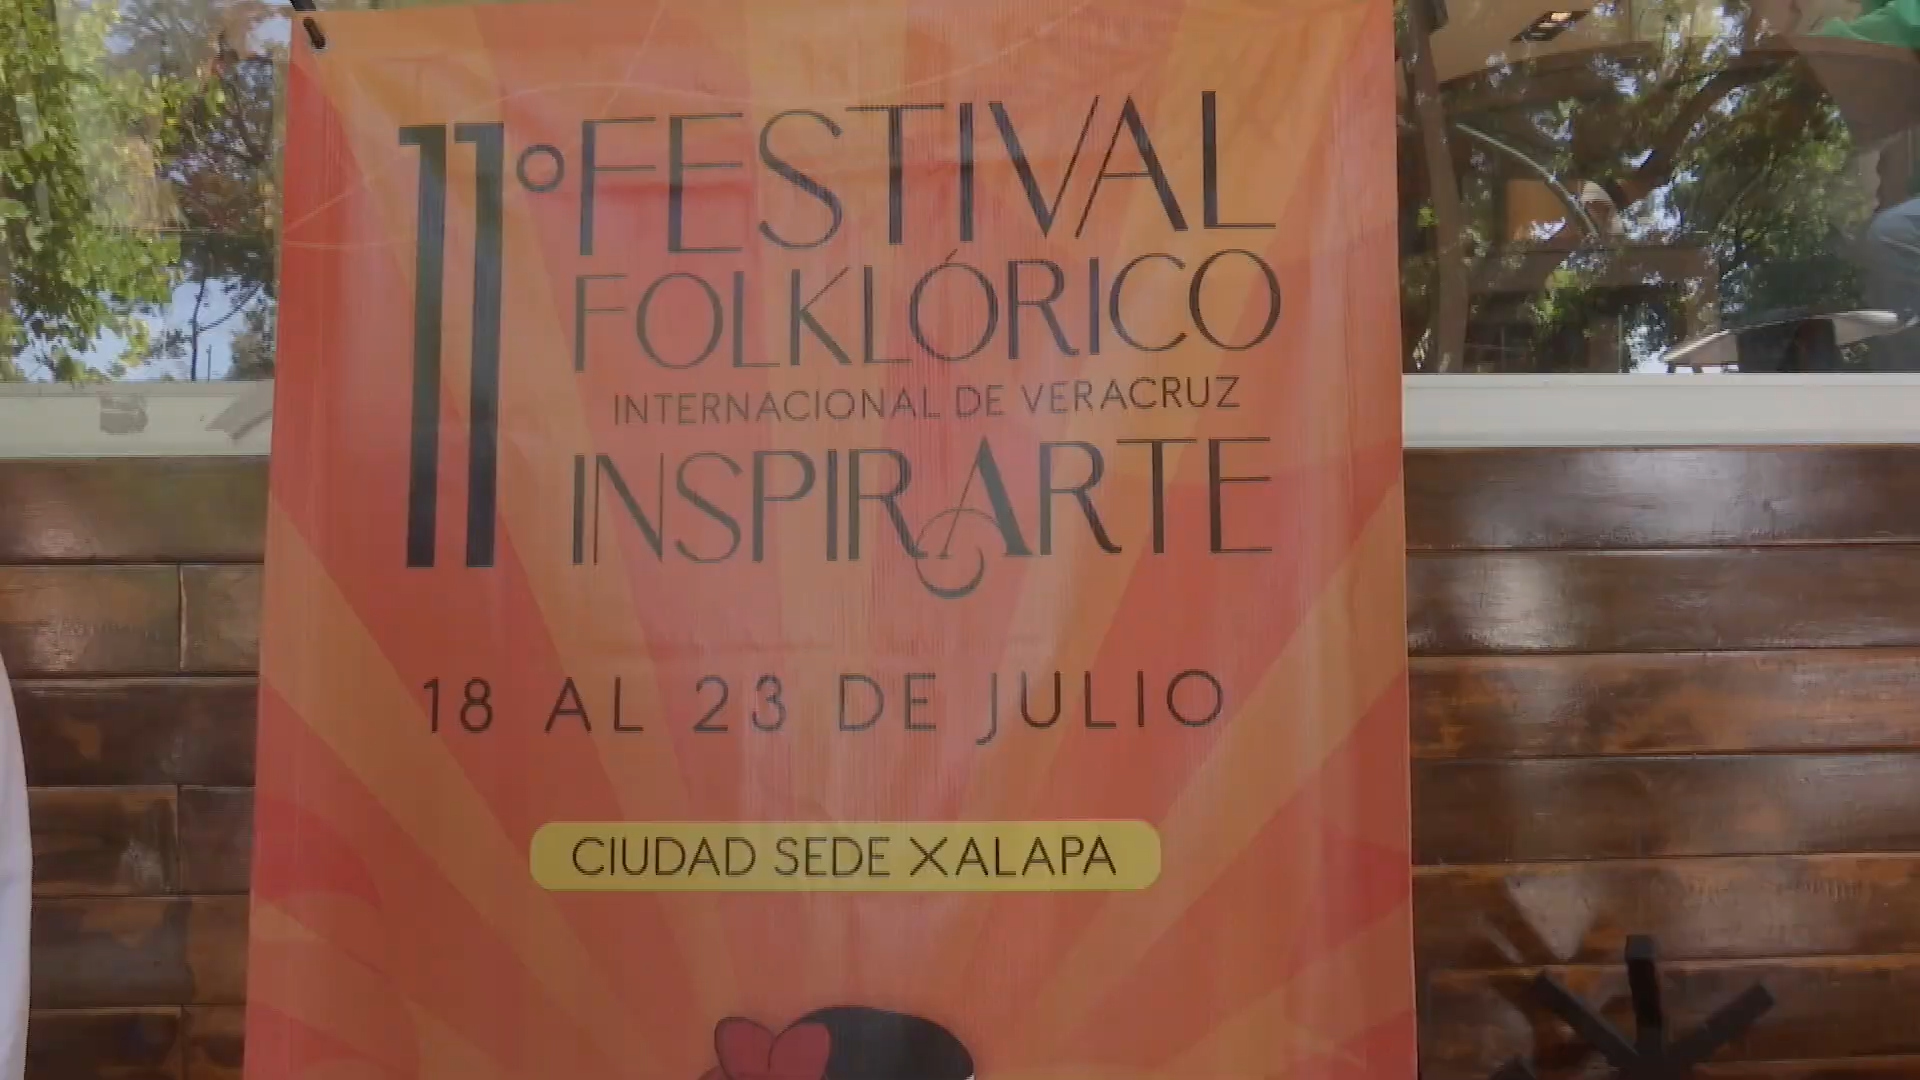 11° FESTIVAL
FOLKLÓRICO
INTERNACIONAL DE VERACRUZ
INSPIRARTE
18 AL 23 DE JULIO
CIUDAD SEDE XALAPA